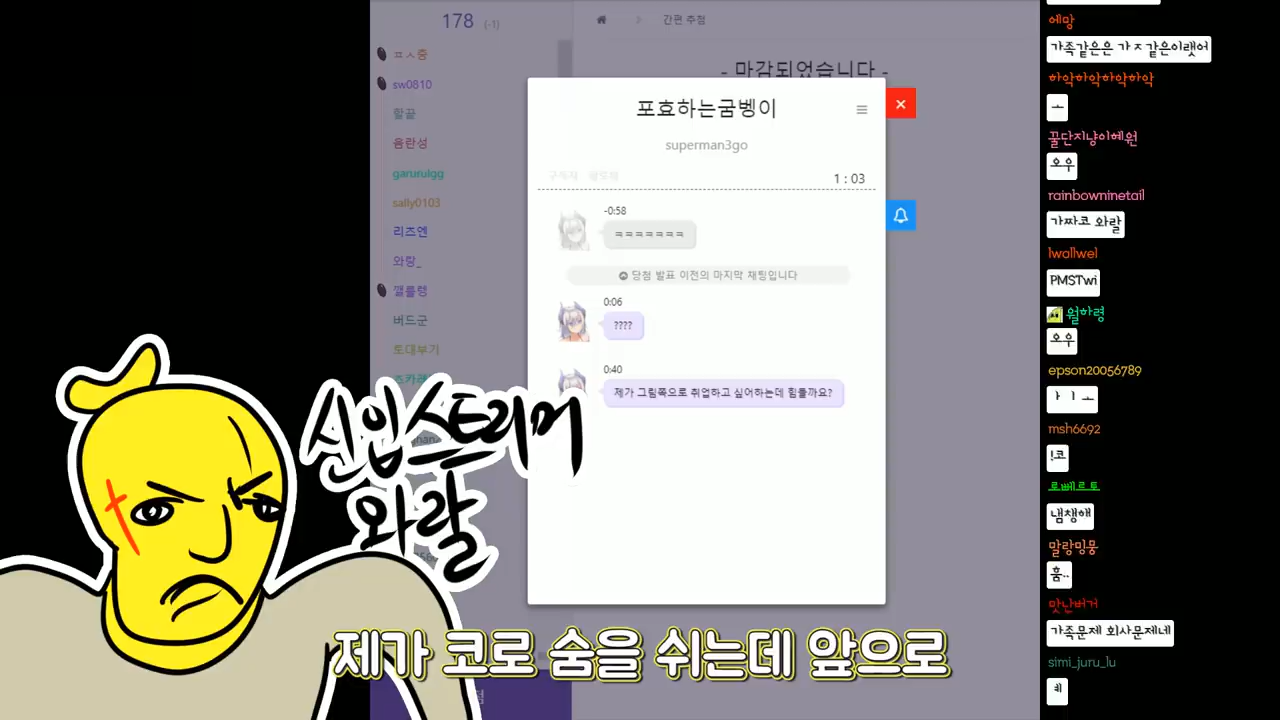 178 (-1)
ㅍㅅ중
sw0810
할끝
음란성
garurulgg
sally0103
리즈엔
와랑_
깰룰렝
버드군
토대부기
간편 추첨
- 마감되었습니다 -
포효하는굼벵이
superman3go
1 : 03
-0:58
ㅋㅋㅋㅋㅋㅋㅋ
당첨 발표 이전의 마지막 채팅입니다
0:06
????
0:40
제가 그림쪽으로 취업하고 싶어하는데 힘들까요?
신입스트리머
와랄
제가 코로 숨을 쉬는데 앞으로
에망
가족같은은 가ㅈ같은이랫어
하악하악하악하악
ㅗ
꿀단지냥이혜원
오우
rainbowninetail
가짜코 와랄
lwallwel
PMSTwi
월하령
오우
epson20056789
ㅏㅣㅗ
msh6692
!코
로뻬르토
냄챙해
말랑밍뭉
훔..
맛난버거
가족문제 회사문제네
simi_juru_lu
킈